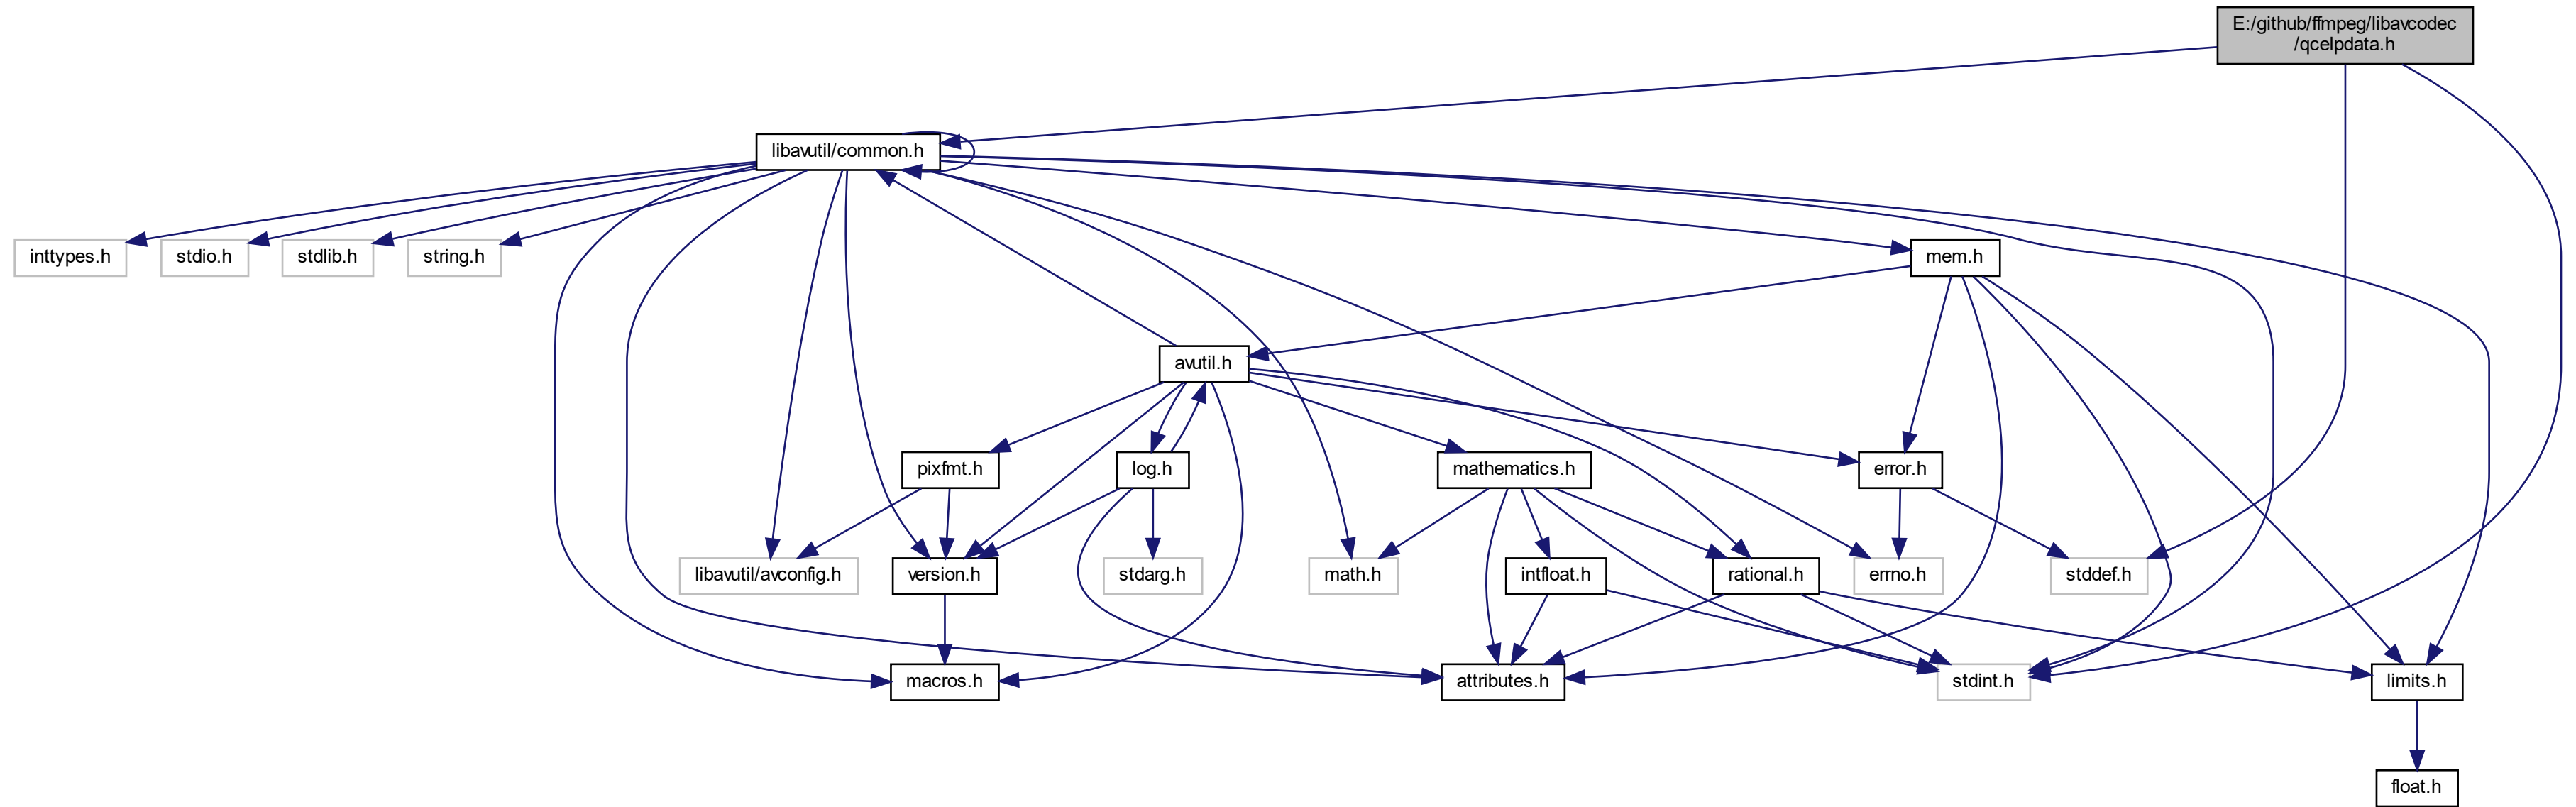 E:/github/ffmpeg/libavcodec
/qcelpdata.h
libavutil/common.h
inttypes.h
stdio.h
stdlib.h
string.h
mem.h
avutil.h
pixfmt.h
log.h
mathematics.h
error.h
libavutil/avconfig.h
version.h
stdarg.h
math.h
intfloat.h
rational.h
errno.h
stddef.h
macros.h
attributes.h
stdint.h
limits.h
float.h